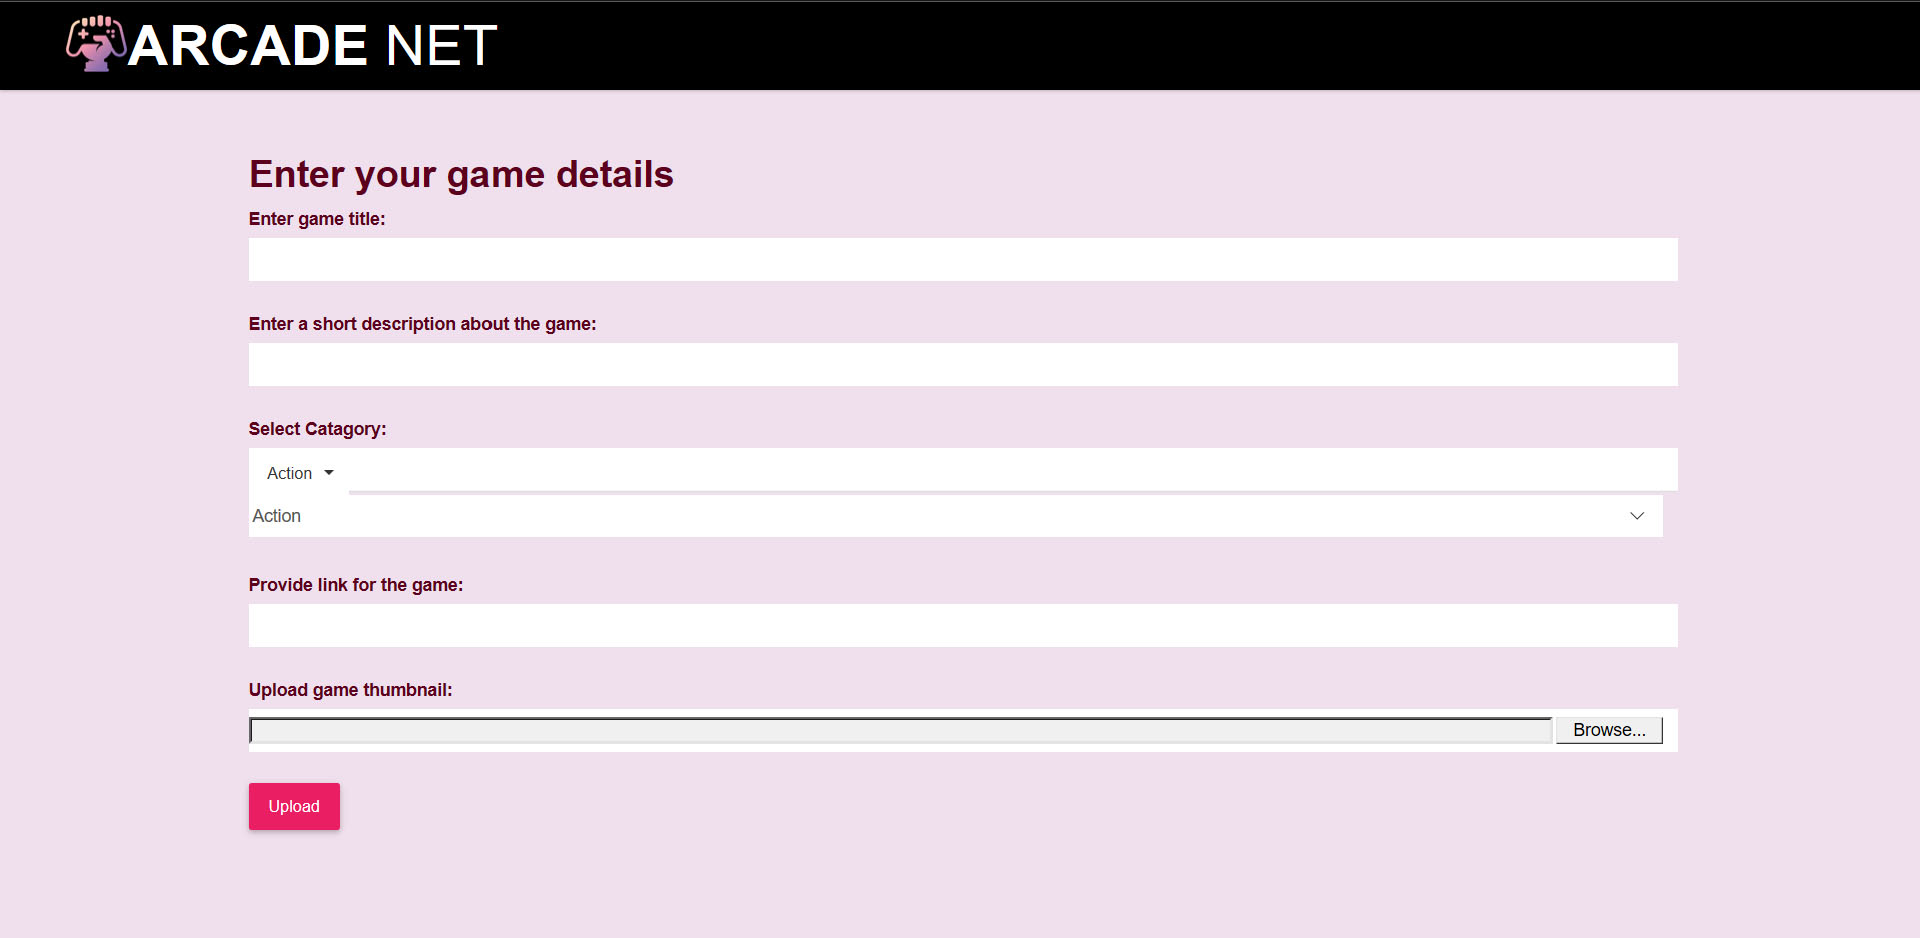 ARCADE NET
Enter your game details
Enter game title:
Enter a short description about the game:
Select Catagory:
Action
Action
Provide link for the game:
Upload game thumbnail:
Browse...
Upload